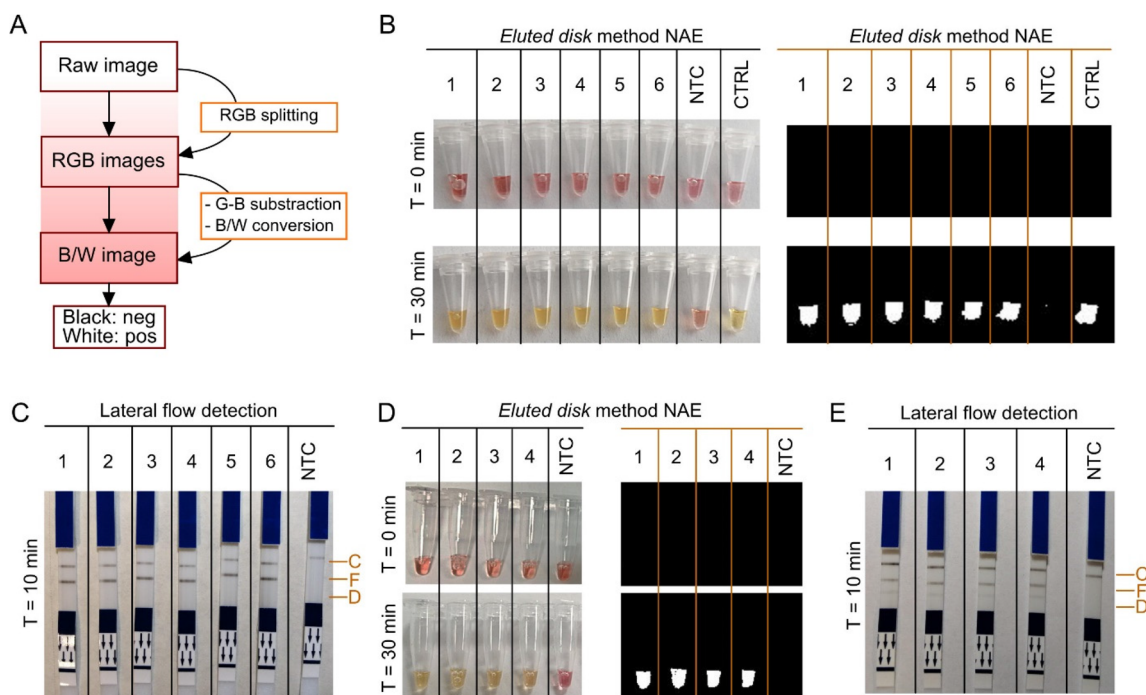 A
Raw image
RGB splitting
RGB images
- G-B substraction
- B/W conversion
B/W image
Black: neg
White: pos
B
Eluted disk method NAE
1 2 3 4 5 6 NTC CTRL
T = 0 min
T = 30 min
Eluted disk method NAE
1 2 3 4 5 6 NTC CTRL
C
Lateral flow detection
1 2 3 4 5 6 NTC
T = 10 min
C
F
D
D
Eluted disk method NAE
1 2 3 4 NTC
T = 0 min
T = 30 min
1 2 3 4 NTC
E
Lateral flow detection
1 2 3 4 NTC
T = 10 min
C
F
D